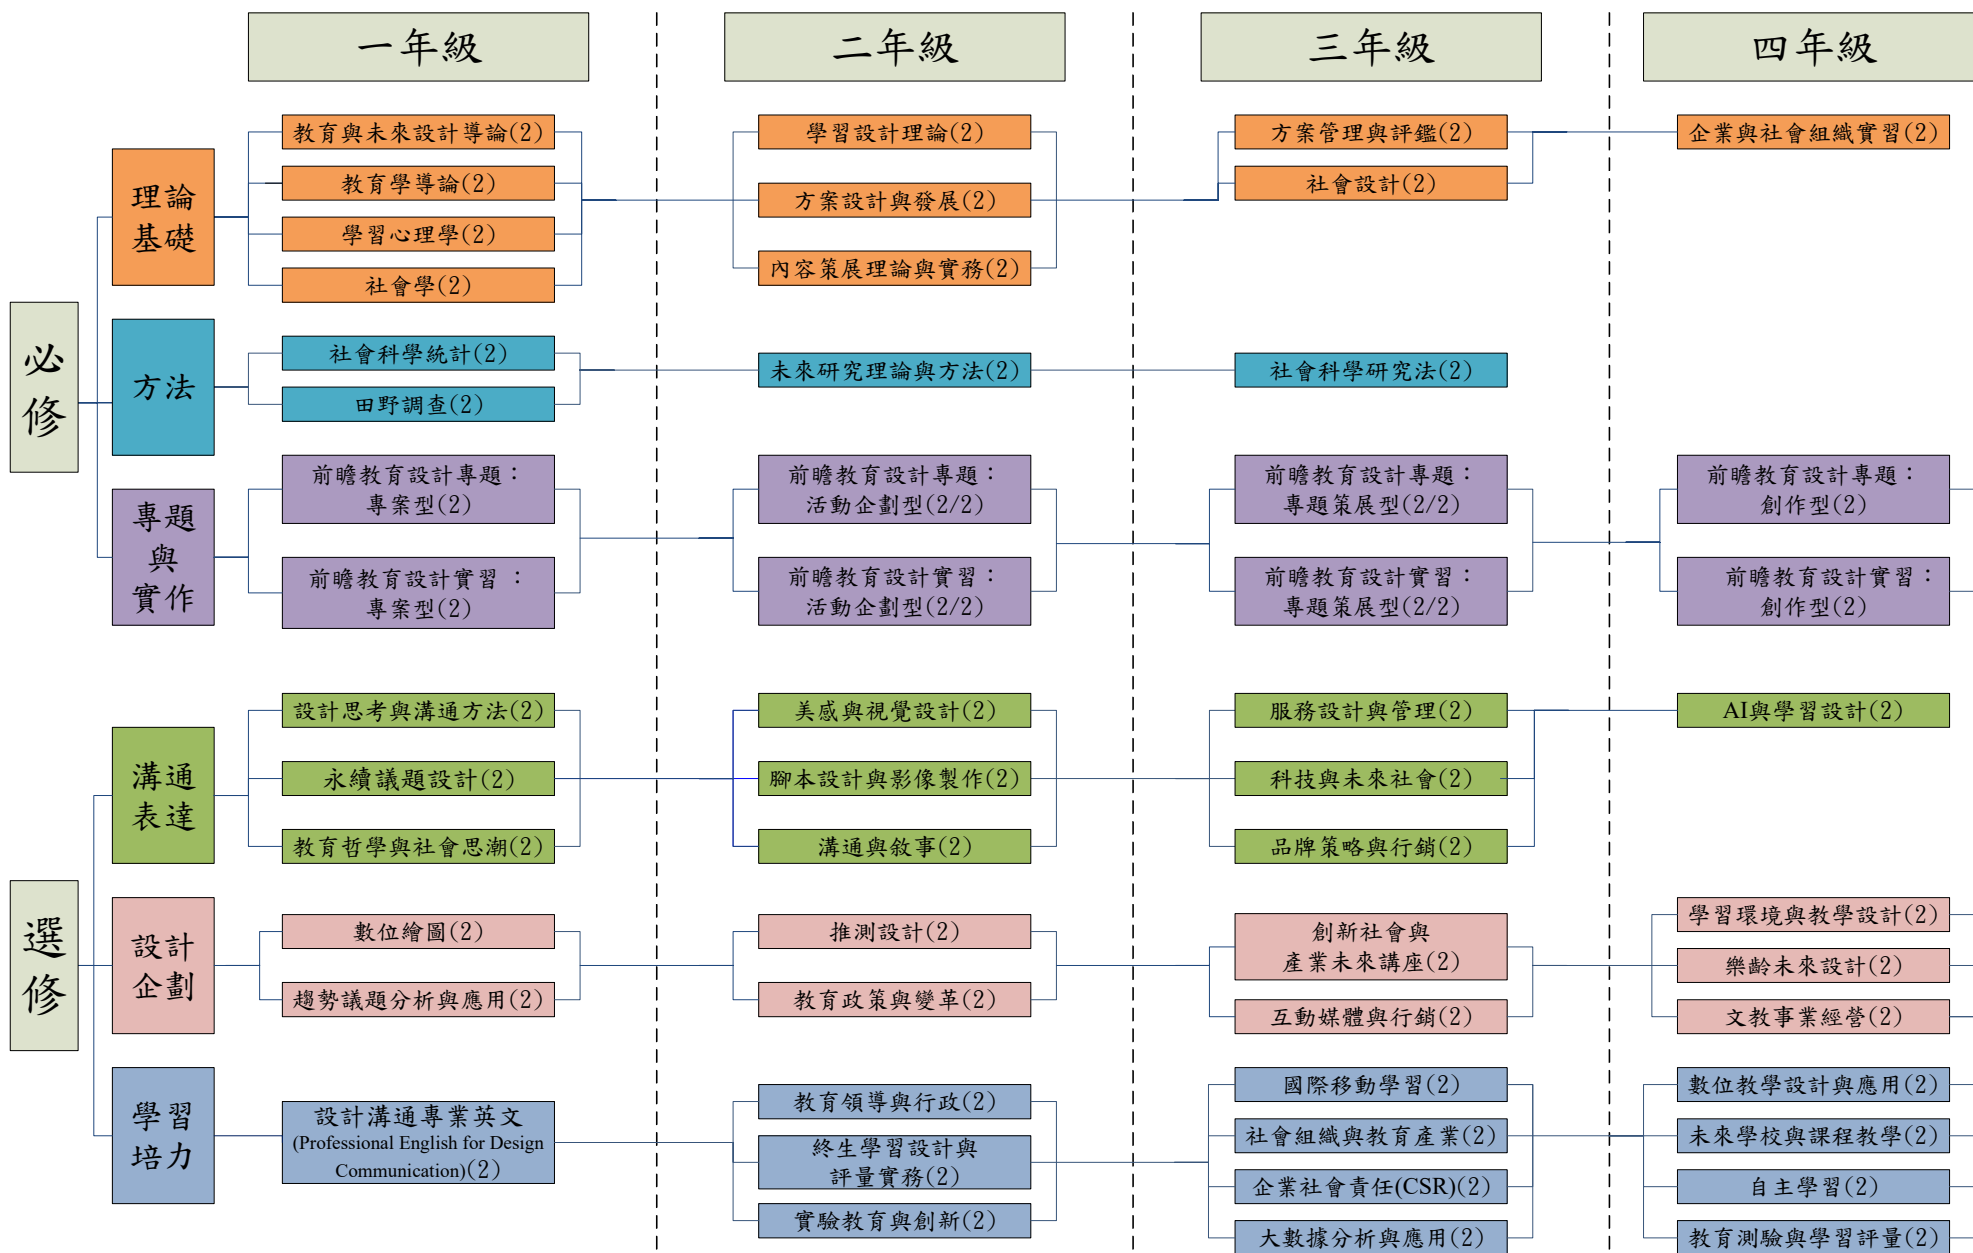 一年級
二年級
三年級
四年級
必修
理論
基礎
教育與未來設計導論(2)
教育學導論(2)
學習心理學(2)
社會學(2)
學習設計理論(2)
方案設計與發展(2)
內容策展理論與實務(2)
方案管理與評鑑(2)
社會設計(2)
企業與社會組織實習(2)
方法
社會科學統計(2)
田野調查(2)
未來研究理論與方法(2)
社會科學研究法(2)
專題
與
實作
前瞻教育設計專題：
專案型(2)
前瞻教育設計實習：
專案型(2)
前瞻教育設計專題：
活動企劃型(2/2)
前瞻教育設計實習：
活動企劃型(2/2)
前瞻教育設計專題：
專題策展型(2/2)
前瞻教育設計實習：
專題策展型(2/2)
前瞻教育設計專題：
創作型(2)
前瞻教育設計實習：
創作型(2)
選修
溝通
表達
設計思考與溝通方法(2)
永續議題設計(2)
教育哲學與社會思潮(2)
美感與視覺設計(2)
腳本設計與影像製作(2)
溝通與敘事(2)
服務設計與管理(2)
科技與未來社會(2)
品牌策略與行銷(2)
AI與學習設計(2)
設計
企劃
數位繪圖(2)
趨勢議題分析與應用(2)
推測設計(2)
教育政策與變革(2)
創新社會與
產業未來講座(2)
互動媒體與行銷(2)
學習環境與教學設計(2)
樂齡未來設計(2)
文教事業經營(2)
學習
培力
設計溝通專業英文
(Professional English for Design
Communication)(2)
教育領導與行政(2)
終生學習設計與
評量實務(2)
實驗教育與創新(2)
國際移動學習(2)
社會組織與教育產業(2)
企業社會責任(CSR)(2)
大數據分析與應用(2)
數位教學設計與應用(2)
未來學校與課程教學(2)
自主學習(2)
教育測驗與學習評量(2)